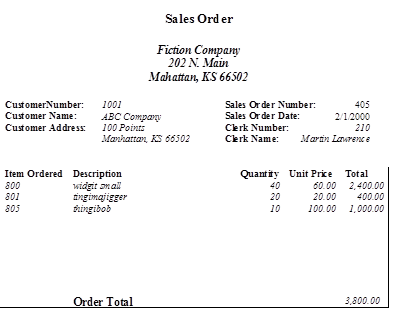 Sales Order
Fiction Company
202 N. Main
Mahattan, KS 66502
CustomerNumber: 1001 Sales Order Number: 405
Customer Name: ABC Company Sales Order Date: 2/1/2000
Customer Address: 100 Points Clerk Number: 210
Manhattan, KS 66502 Clerk Name: Martin Lawrence
Item Ordered Description Quantity Unit Price Total
800 widgit small 40 60.00 2,400.00
801 tingimajigger 20 20.00 400.00
805 thingibob 10 100.00 1,000.00
Order Total 3,800.00